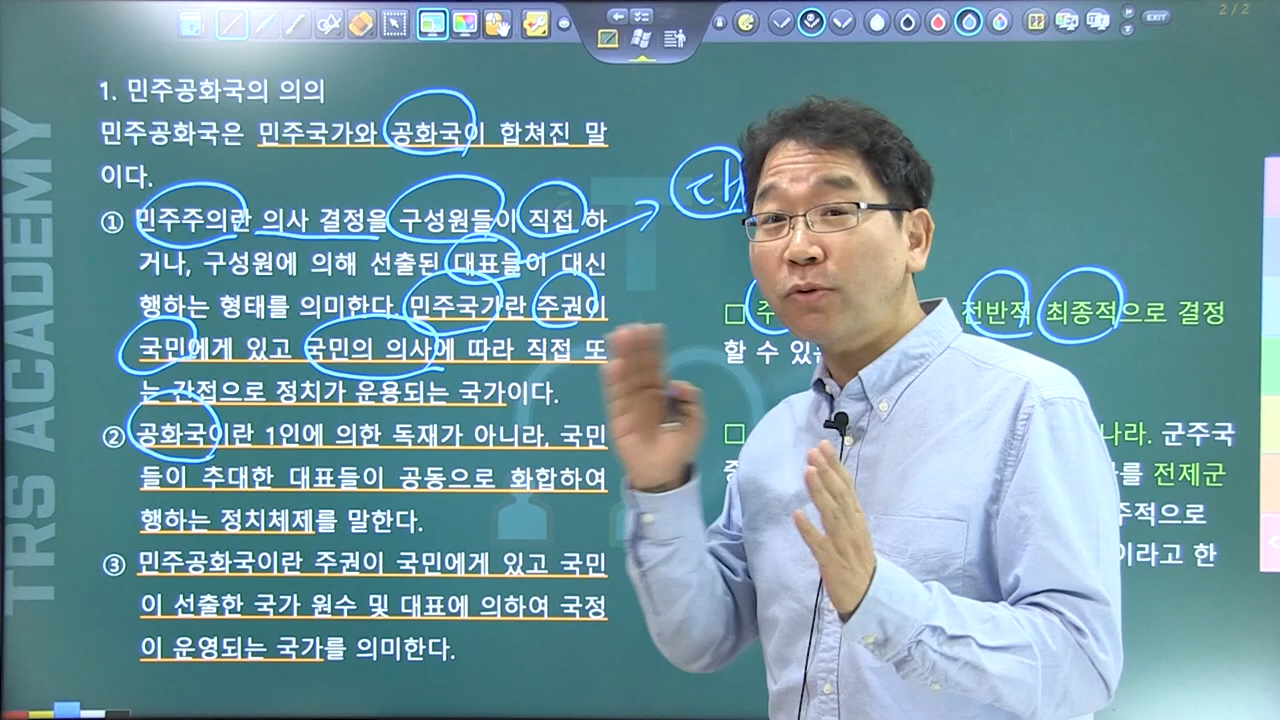 2/2
EXIT
TRS ACADEMY
1. 민주공화국의 의의
민주공화국은 민주국가와 공화국이 합쳐진 말
이다.
① 민주주의란 의사 결정을 구성원들이 직접 하
거나, 구성원에 의해 선출된 대표들이 대신
행하는 형태를 의미한다. 민주국가란 주권이
국민에게 있고 국민의 의사에 따라 직접 또
는 간접으로 정치가 운용되는 국가이다.
② 공화국이란 1인에 의한 독재가 아니라, 국민
들이 추대한 대표들이 공동으로 화합하여
행하는 정치체제를 말한다.
③ 민주공화국이란 주권이 국민에게 있고 국민
이 선출한 국가 원수 및 대표에 의하여 국정
이 운영되는 국가를 의미한다.
대
□ 주 전반적 최종적으로 결정
할 수 있는
□ 나라. 군주국
를 전제군
주적으로
이라고 한